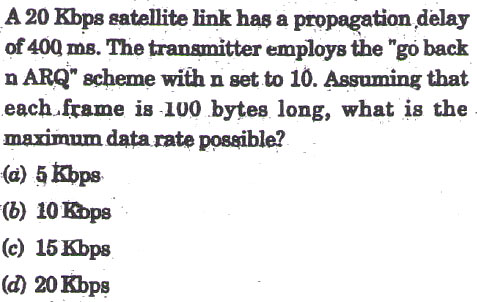 A 20 Kbps satellite link has a propagation delay
of 400 ms. The transmitter employs the "go back
n ARQ" scheme with n set to 10. Assuming that
each frame is 100 bytes long, what is the
maximum data rate possible?
(a) 5 Kbps
(b) 10 Kbps
(c) 15 Kbps
(d) 20 Kbps